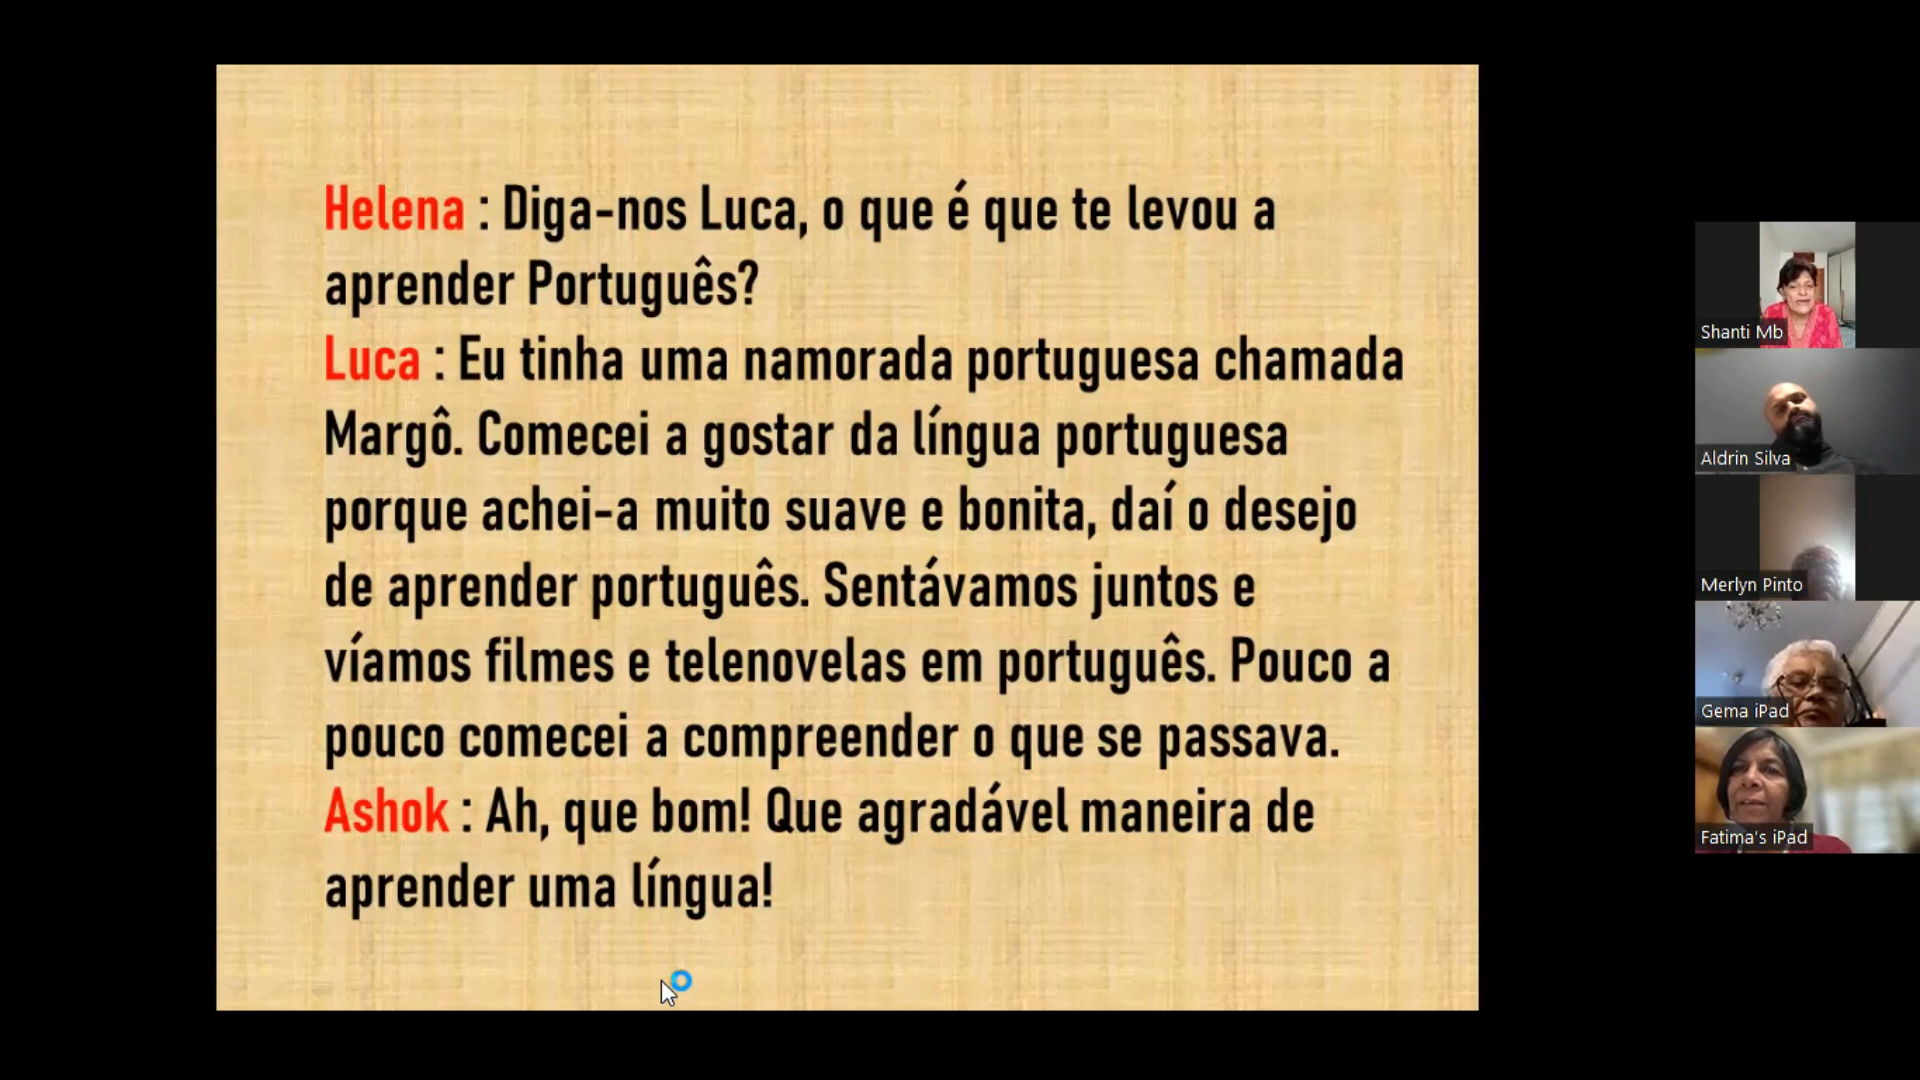 Helena : Diga-nos Luca, o que é que te levou a
aprender Português?
Luca : Eu tinha uma namorada portuguesa chamada
Margô. Comecei a gostar da língua portuguesa
porque achei-a muito suave e bonita, daí o desejo
de aprender português. Sentávamos juntos e
víamos filmes e telenovelas em português. Pouco a
pouco comecei a compreender o que se passava.
Ashok : Ah, que bom! Que agradável maneira de
aprender uma língua!
Shanti Mb
Aldrin Silva
Merlyn Pinto
Gema iPad
Fatima's iPad